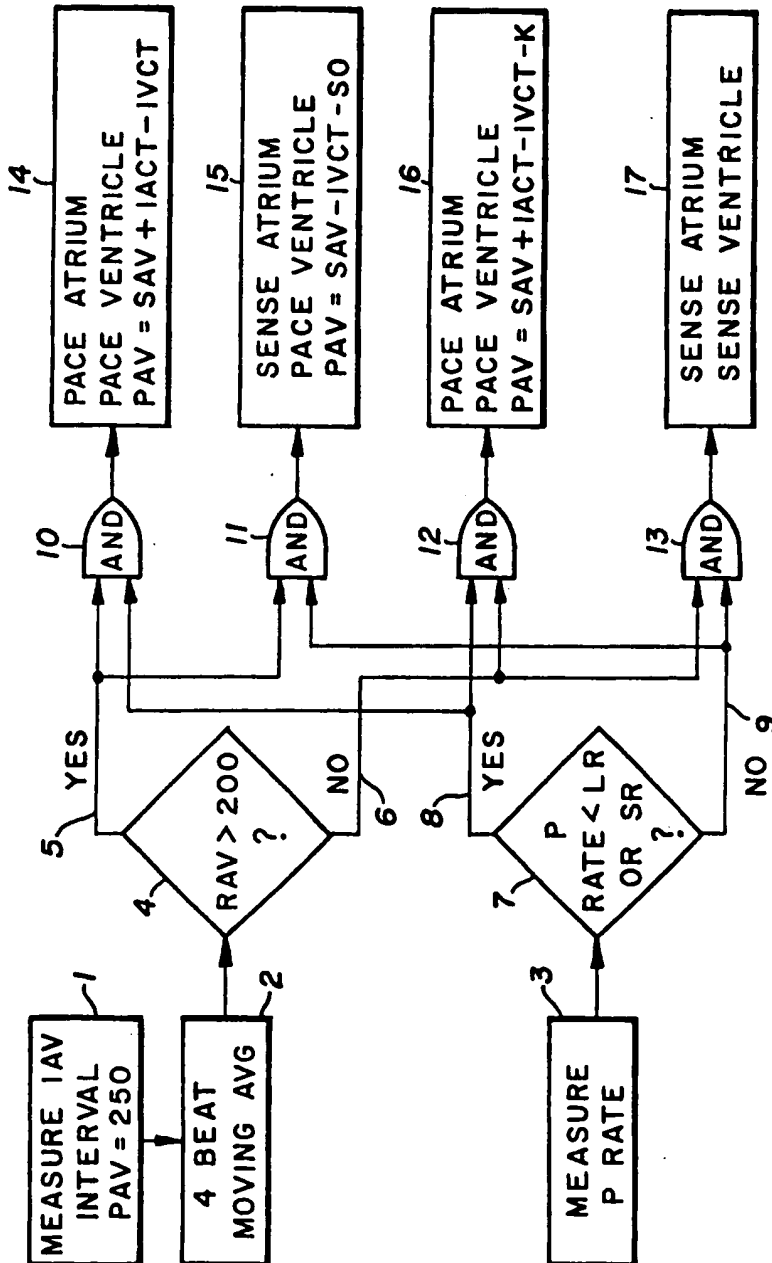 1
MEASURE IAV
INTERVAL
PAV = 250
2
4 BEAT
MOVING AVG
3
MEASURE
P RATE
4
RAV > 200
?
5
YES
NO
6
7
P
RATE < LR
OR SR
?
8
YES
NO
9
10
AND
11
AND
12
AND
13
AND
14
PACE ATRIUM
PACE VENTRICLE
PAV = SAV + IACT - IVCT
15
SENSE ATRIUM
PACE VENTRICLE
PAV = SAV - IVCT - SO
16
PACE ATRIUM
PACE VENTRICLE
PAV = SAV + IACT - IVCT - K
17
SENSE ATRIUM
SENSE VENTRICLE